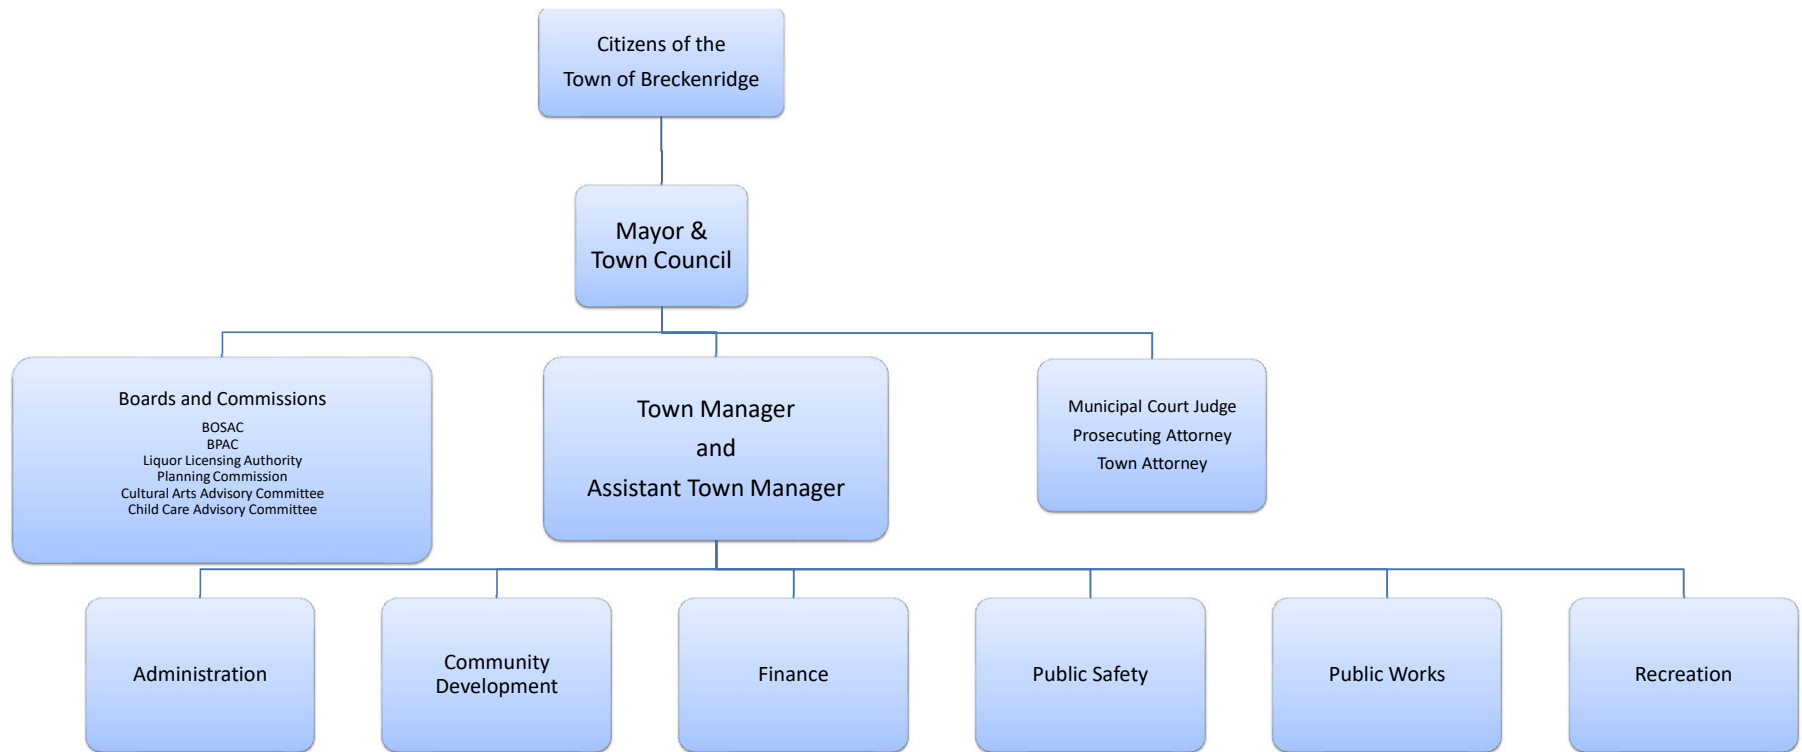 Citizens of the
Town of Breckenridge
Mayor &
Town Council
Boards and Commissions
BOSAC
BPAC
Liquor Licensing Authority
Planning Commission
Cultural Arts Advisory Committee
Child Care Advisory Committee
Town Manager
and
Assistant Town Manager
Municipal Court Judge
Prosecuting Attorney
Town Attorney
Administration
Community
Development
Finance
Public Safety
Public Works
Recreation